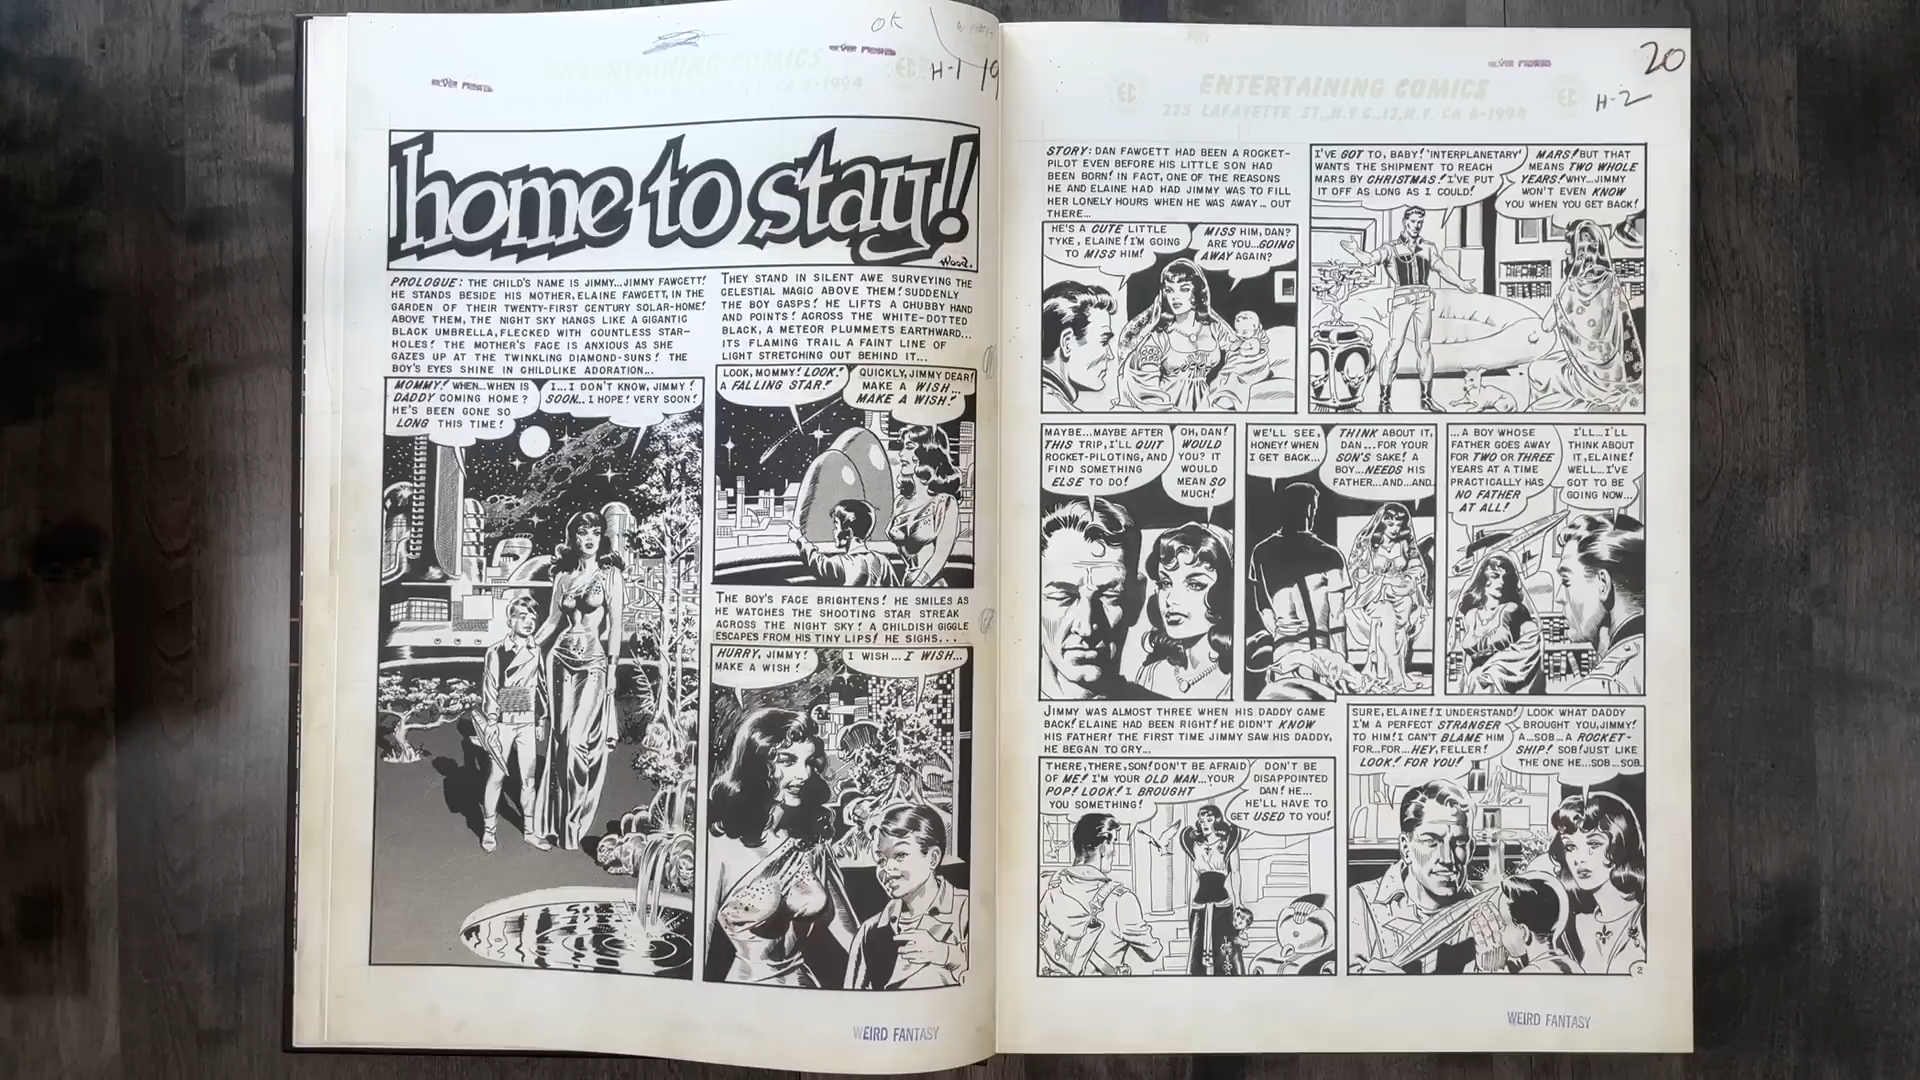 OK
H-1 19
SILVER PRINTED
SILVER PRINTED
ENTERTAINING COMICS
home to stay!
Wood.
PROLOGUE: THE CHILD'S NAME IS JIMMY...JIMMY FAWCETT!
HE STANDS BESIDE HIS MOTHER, ELAINE FAWCETT, IN THE
GARDEN OF THEIR TWENTY-FIRST CENTURY SOLAR-HOME!
ABOVE THEM, THE NIGHT SKY HANGS LIKE A GIGANTIC
BLACK UMBRELLA, FLECKED WITH COUNTLESS STAR-
HOLES! THE MOTHER'S FACE IS ANXIOUS AS SHE
GAZES UP AT THE TWINKLING DIAMOND-SUNS! THE
BOY'S EYES SHINE IN CHILDLIKE ADORATION...
MOMMY! WHEN...WHEN IS
DADDY COMING HOME?
HE'S BEEN GONE SO
LONG THIS TIME!
I...I DON'T KNOW, JIMMY!
SOON... I HOPE! VERY SOON!
THEY STAND IN SILENT AWE SURVEYING THE
CELESTIAL MAGIC ABOVE THEM! SUDDENLY
THE BOY GASPS! HE LIFTS A CHUBBY HAND
AND POINTS! ACROSS THE WHITE-DOTTED
BLACK, A METEOR PLUMMETS EARTHWARD...
ITS FLAMING TRAIL A FAINT LINE OF
LIGHT STRETCHING OUT BEHIND IT...
LOOK, MOMMY! LOOK!
A FALLING STAR!
QUICKLY, JIMMY DEAR!
MAKE A WISH...
MAKE A WISH!
THE BOY'S FACE BRIGHTENS! HE SMILES AS
HE WATCHES THE SHOOTING STAR STREAK
ACROSS THE NIGHT SKY! A CHILDISH GIGGLE
ESCAPES FROM HIS TINY LIPS! HE SIGHS...
HURRY, JIMMY!
MAKE A WISH!
I WISH... I WISH...
1
WEIRD FANTASY
SILVER PRINTED
20
H-2
ENTERTAINING COMICS
225 LAFAYETTE ST., N.Y.C., 12, N.Y. CA 6-1994
STORY: DAN FAWCETT HAD BEEN A ROCKET-
PILOT EVEN BEFORE HIS LITTLE SON HAD
BEEN BORN! IN FACT, ONE OF THE REASONS
HE AND ELAINE HAD HAD JIMMY WAS TO FILL
HER LONELY HOURS WHEN HE WAS AWAY... OUT
THERE...
HE'S A CUTE LITTLE
TYKE, ELAINE! I'M GOING
TO MISS HIM!
MISS HIM, DAN?
ARE YOU...GOING
AWAY AGAIN?
I'VE GOT TO, BABY! 'INTERPLANETARY'
WANTS THE SHIPMENT TO REACH
MARS BY CHRISTMAS! I'VE PUT
IT OFF AS LONG AS I COULD!
MARS! BUT THAT
MEANS TWO WHOLE
YEARS! WHY...JIMMY
WON'T EVEN KNOW
YOU WHEN YOU GET BACK!
MAYBE...MAYBE AFTER
THIS TRIP, I'LL QUIT
ROCKET-PILOTING, AND
FIND SOMETHING
ELSE TO DO!
OH, DAN!
WOULD
YOU? IT
WOULD
MEAN SO
MUCH!
WE'LL SEE,
HONEY! WHEN
I GET BACK...
THINK ABOUT IT,
DAN...FOR YOUR
SON'S SAKE! A
BOY...NEEDS HIS
FATHER...AND...AND...
...A BOY WHOSE
FATHER GOES AWAY
FOR TWO OR THREE
YEARS AT A TIME
PRACTICALLY HAS
NO FATHER
AT ALL!
I'LL...I'LL
THINK ABOUT
IT, ELAINE!
WELL...I'VE
GOT TO BE
GOING NOW...
JIMMY WAS ALMOST THREE WHEN HIS DADDY CAME
BACK! ELAINE HAD BEEN RIGHT! HE DIDN'T KNOW
HIS FATHER! THE FIRST TIME JIMMY SAW HIS DADDY,
HE BEGAN TO CRY...
THERE, THERE, SON! DON'T BE AFRAID
OF ME! I'M YOUR OLD MAN...YOUR
POP! LOOK! I BROUGHT
YOU SOMETHING!
DON'T BE
DISAPPOINTED
DAN! HE...
HE'LL HAVE TO
GET USED TO YOU!
SURE, ELAINE! I UNDERSTAND!
I'M A PERFECT STRANGER
TO HIM! I CAN'T BLAME HIM
FOR...FOR...HEY, FELLER!
LOOK! FOR YOU!
LOOK WHAT DADDY
BROUGHT YOU, JIMMY!
A...SOB...A ROCKET-
SHIP! SOB! JUST LIKE
THE ONE HE...SOB...SOB...
2
WEIRD FANTASY